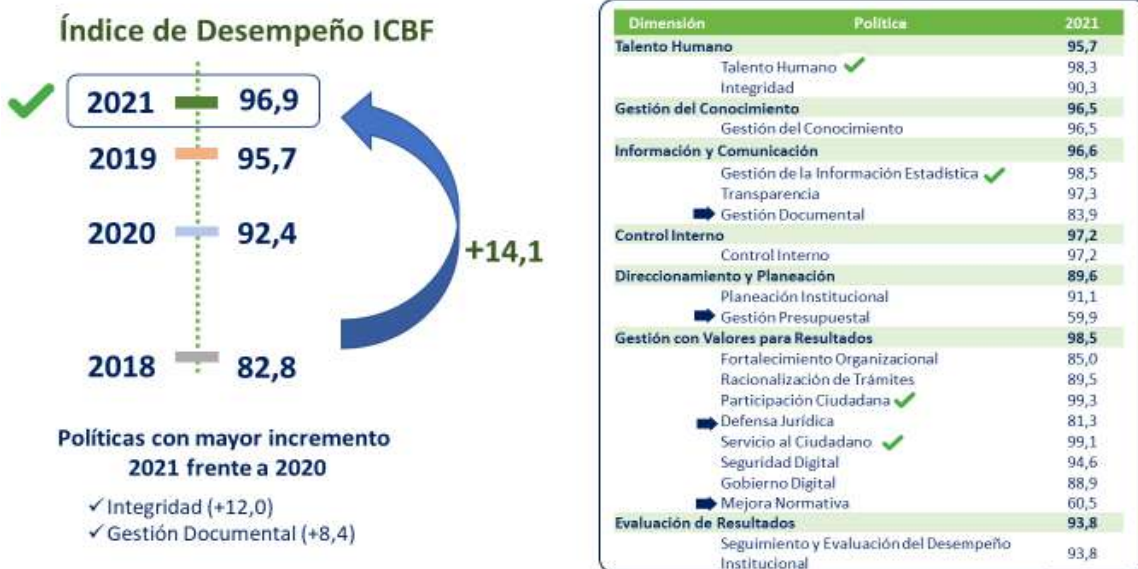 Índice de Desempeño ICBF
2021 96,9
2019 95,7
2020 92,4
+14,1
2018 82,8
Políticas con mayor incremento
2021 frente a 2020
✓Integridad (+12,0)
✓Gestión Documental (+8,4)
Dimensión Política 2021
Talento Humano 95,7
Talento Humano 98,3
Integridad 90,3
Gestión del Conocimiento 96,5
Gestión del Conocimiento 96,5
Información y Comunicación 96,6
Gestión de la Información Estadística 98,5
Transparencia 97,3
Gestión Documental 83,9
Control Interno 97,2
Control Interno 97,2
Direccionamiento y Planeación 89,6
Planeación Institucional 91,1
Gestión Presupuestal 59,9
Gestión con Valores para Resultados 98,5
Fortalecimiento Organizacional 85,0
Racionalización de Trámites 89,5
Participación Ciudadana 99,3
Defensa Jurídica 81,3
Servicio al Ciudadano 99,1
Seguridad Digital 94,6
Gobierno Digital 88,9
Mejora Normativa 60,5
Evaluación de Resultados 93,8
Seguimiento y Evaluación del Desempeño
Institucional 93,8